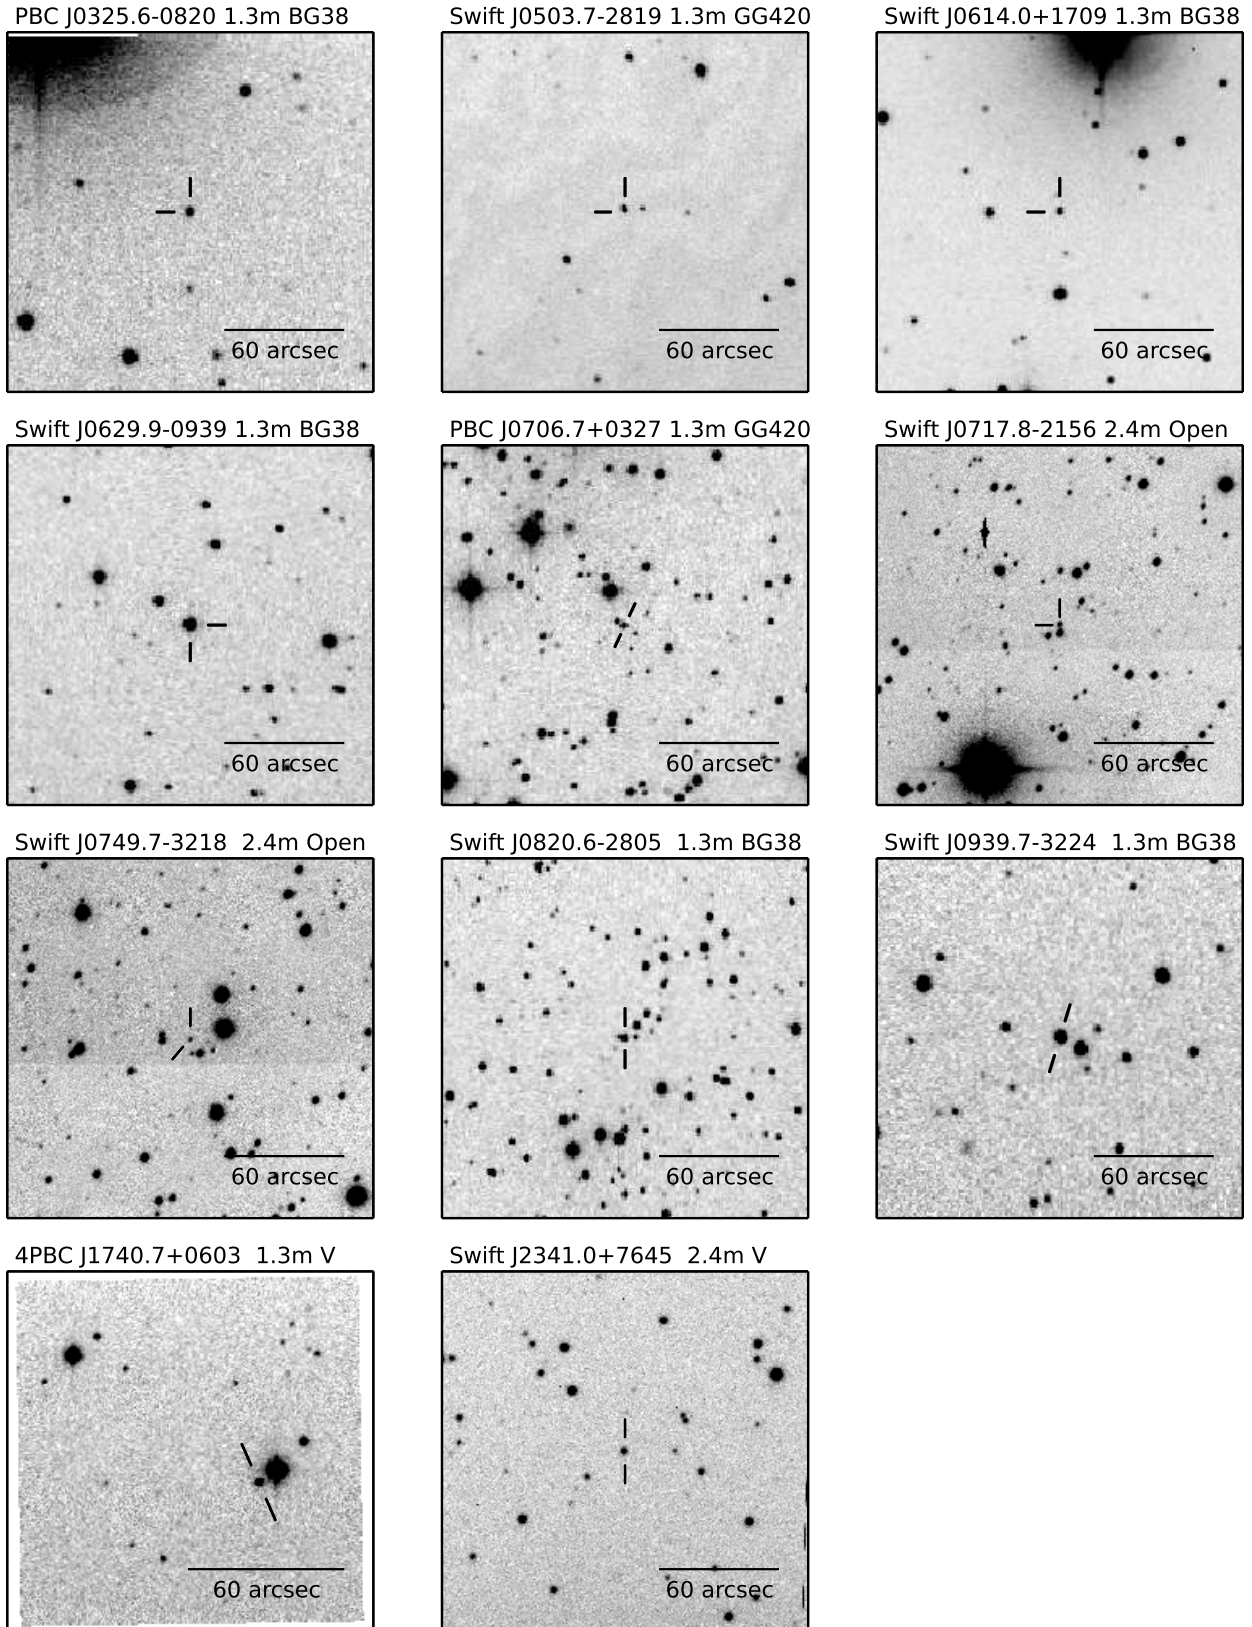 PBC J0325.6-0820 1.3m BG38
Swift J0503.7-2819 1.3m GG420
Swift J0614.0+1709 1.3m BG38
60 arcsec
60 arcsec
60 arcsec
Swift J0629.9-0939 1.3m BG38
PBC J0706.7+0327 1.3m GG420
Swift J0717.8-2156 2.4m Open
60 arcsec
60 arcsec
60 arcsec
Swift J0749.7-3218 2.4m Open
Swift J0820.6-2805 1.3m BG38
Swift J0939.7-3224 1.3m BG38
60 arcsec
60 arcsec
60 arcsec
4PBC J1740.7+0603 1.3m V
Swift J2341.0+7645 2.4m V
60 arcsec
60 arcsec